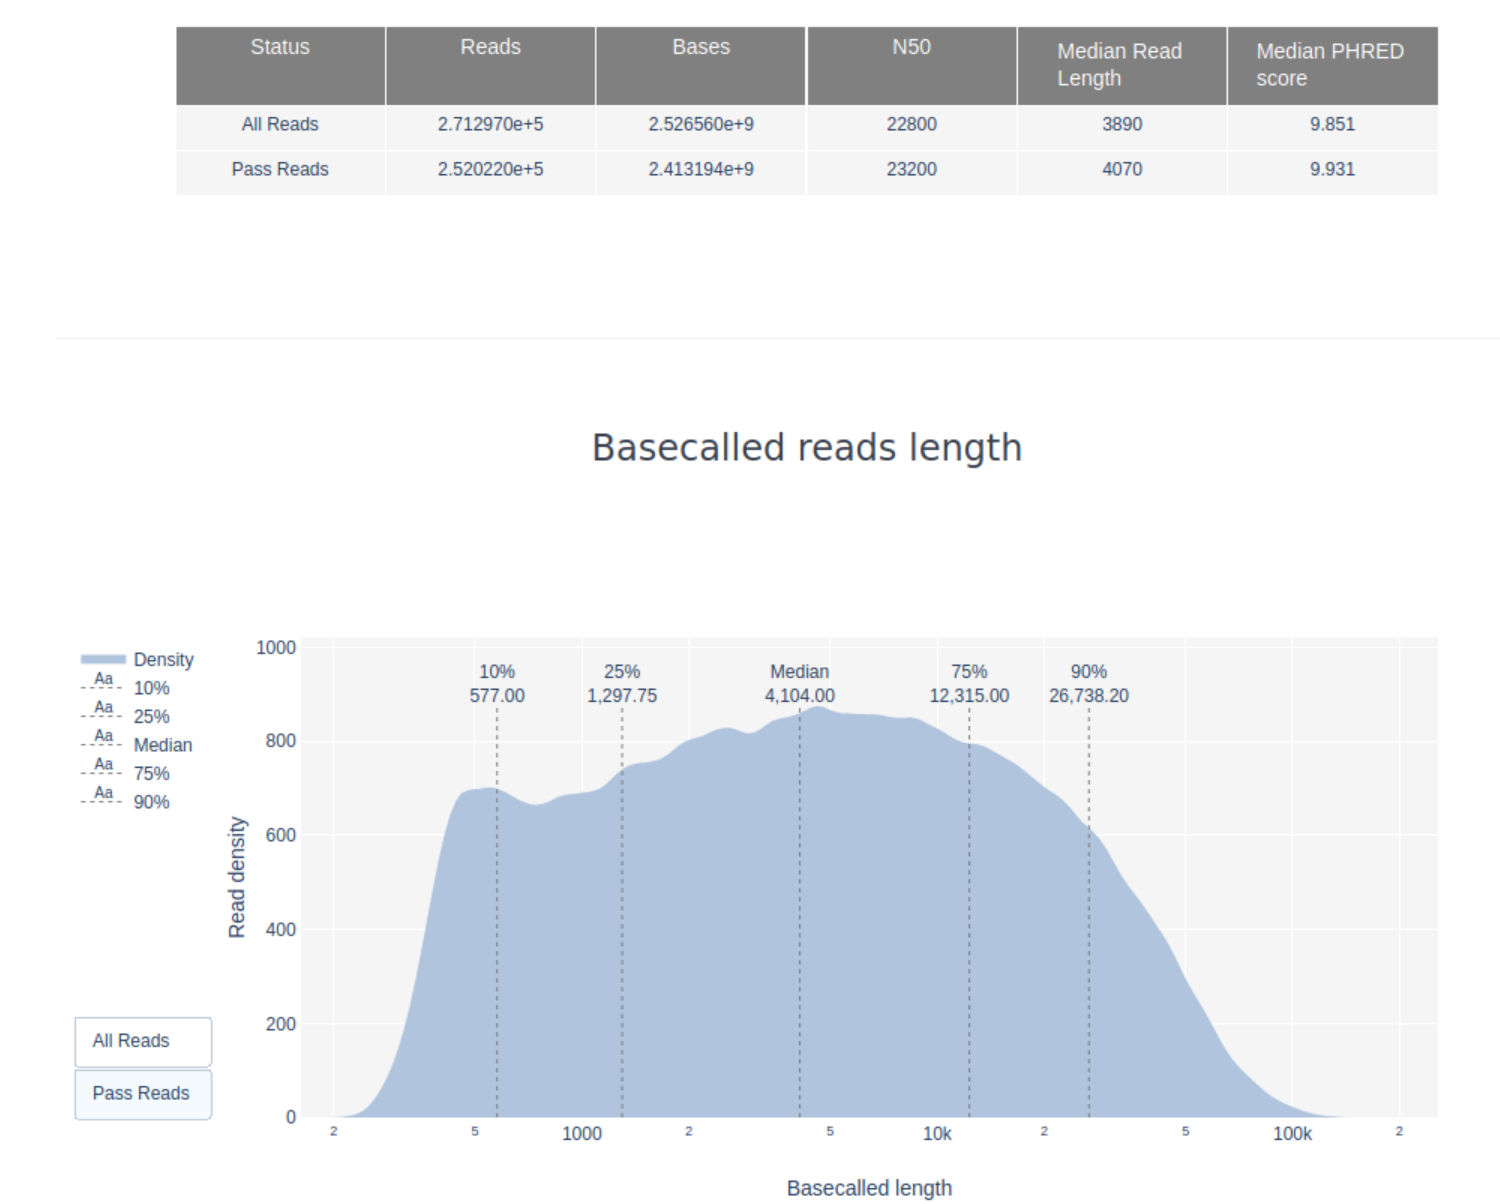 Status Reads Bases N50 Median Read Length Median PHRED score
All Reads 2.712970e+5 2.526560e+9 22800 3890 9.851
Pass Reads 2.520220e+5 2.413194e+9 23200 4070 9.931
Basecalled reads length
Density
Aa 10%
Aa 25%
Aa Median
Aa 75%
Aa 90%
All Reads
Pass Reads
Read density
1000
800
600
400
200
0
10% 25% Median 75% 90%
577.00 1,297.75 4,104.00 12,315.00 26,738.20
2 5 1000 2 5 10k 2 5 100k 2
Basecalled length